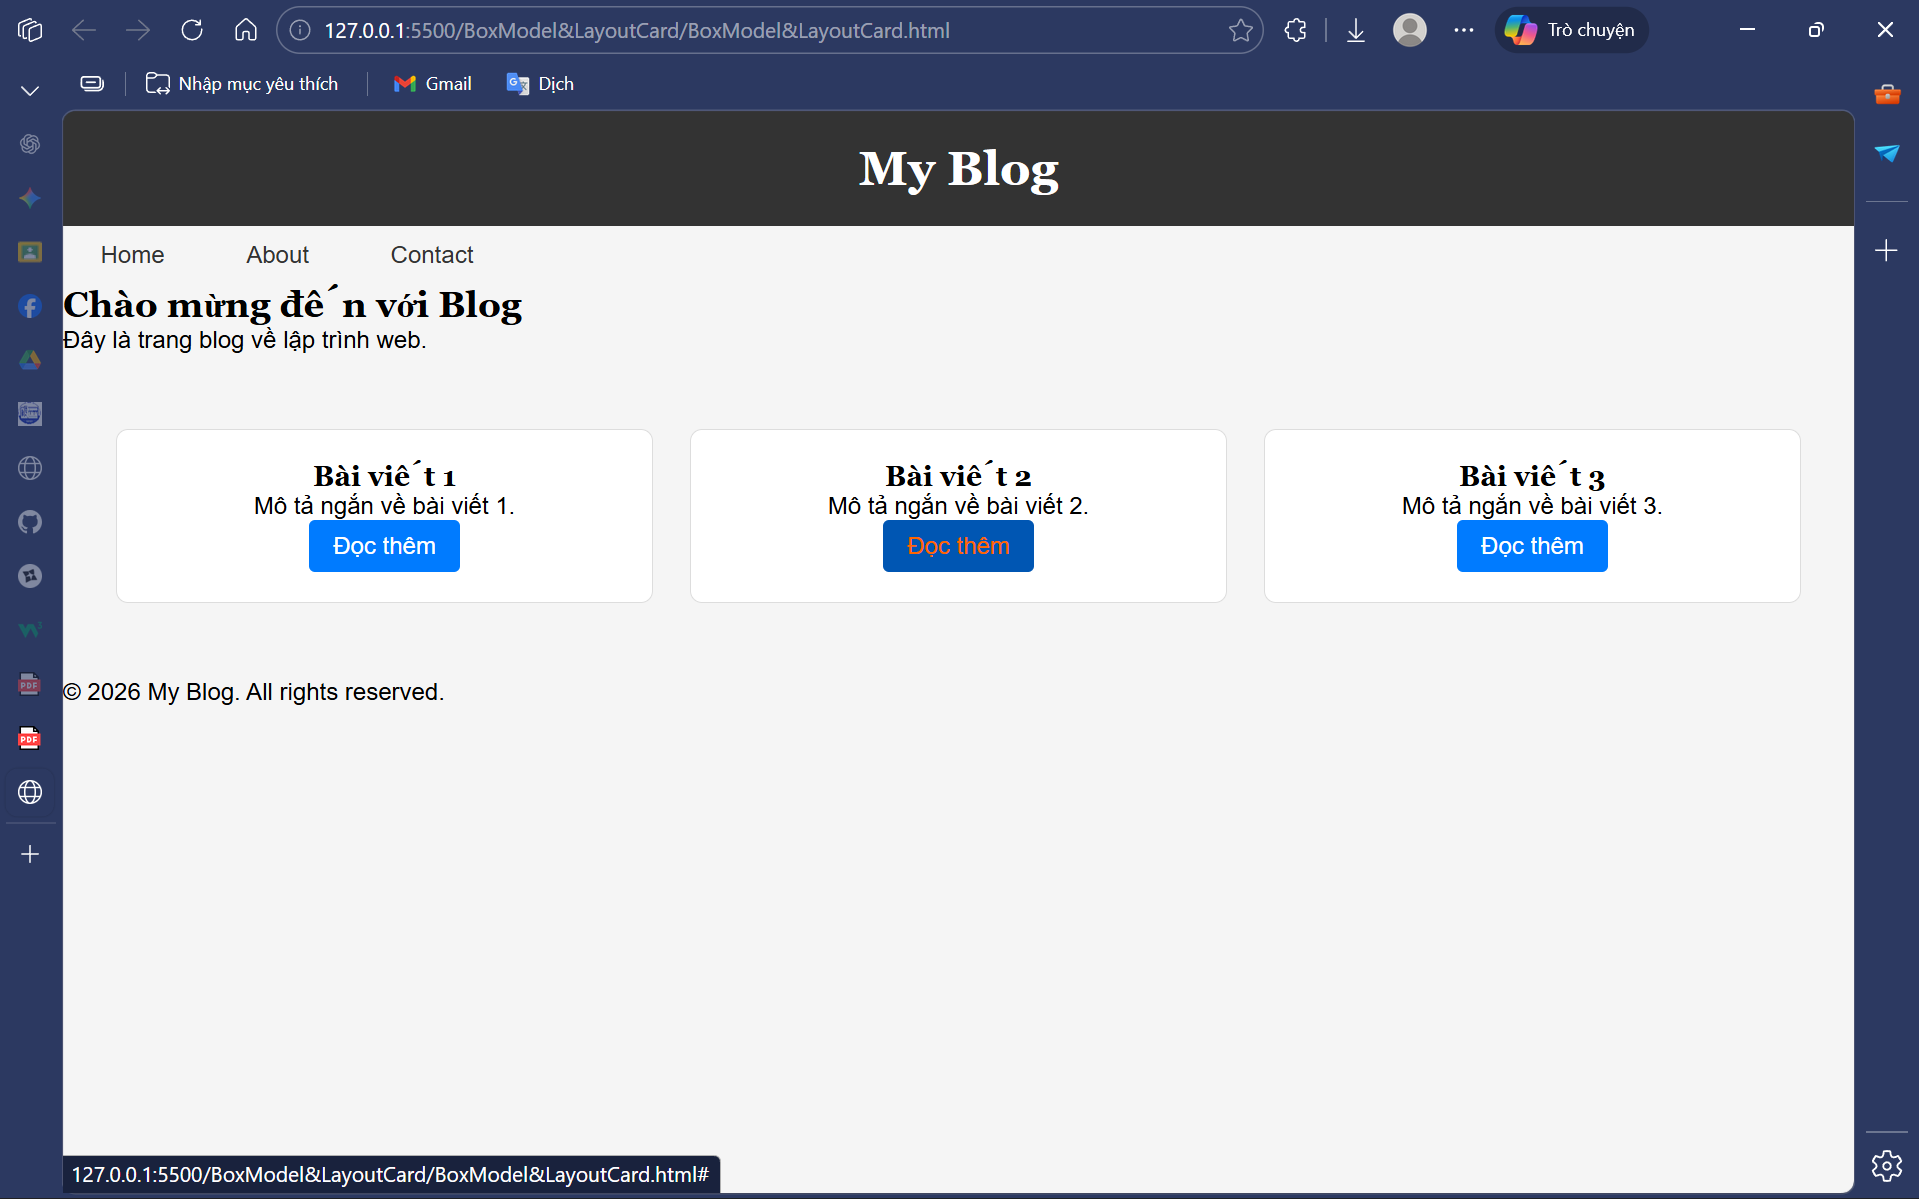 127.0.0.1:5500/BoxModel&LayoutCard/BoxModel&LayoutCard.html
Trò chuyện
Nhập mục yêu thích
Gmail
Dịch
My Blog
Home About Contact
Chào mừng đến với Blog
Đây là trang blog về lập trình web.
Bài viết 1
Mô tả ngắn về bài viết 1.
Đọc thêm
Bài viết 2
Mô tả ngắn về bài viết 2.
Đọc thêm
Bài viết 3
Mô tả ngắn về bài viết 3.
Đọc thêm
© 2026 My Blog. All rights reserved.
PDF
PDF
127.0.0.1:5500/BoxModel&LayoutCard/BoxModel&LayoutCard.html#